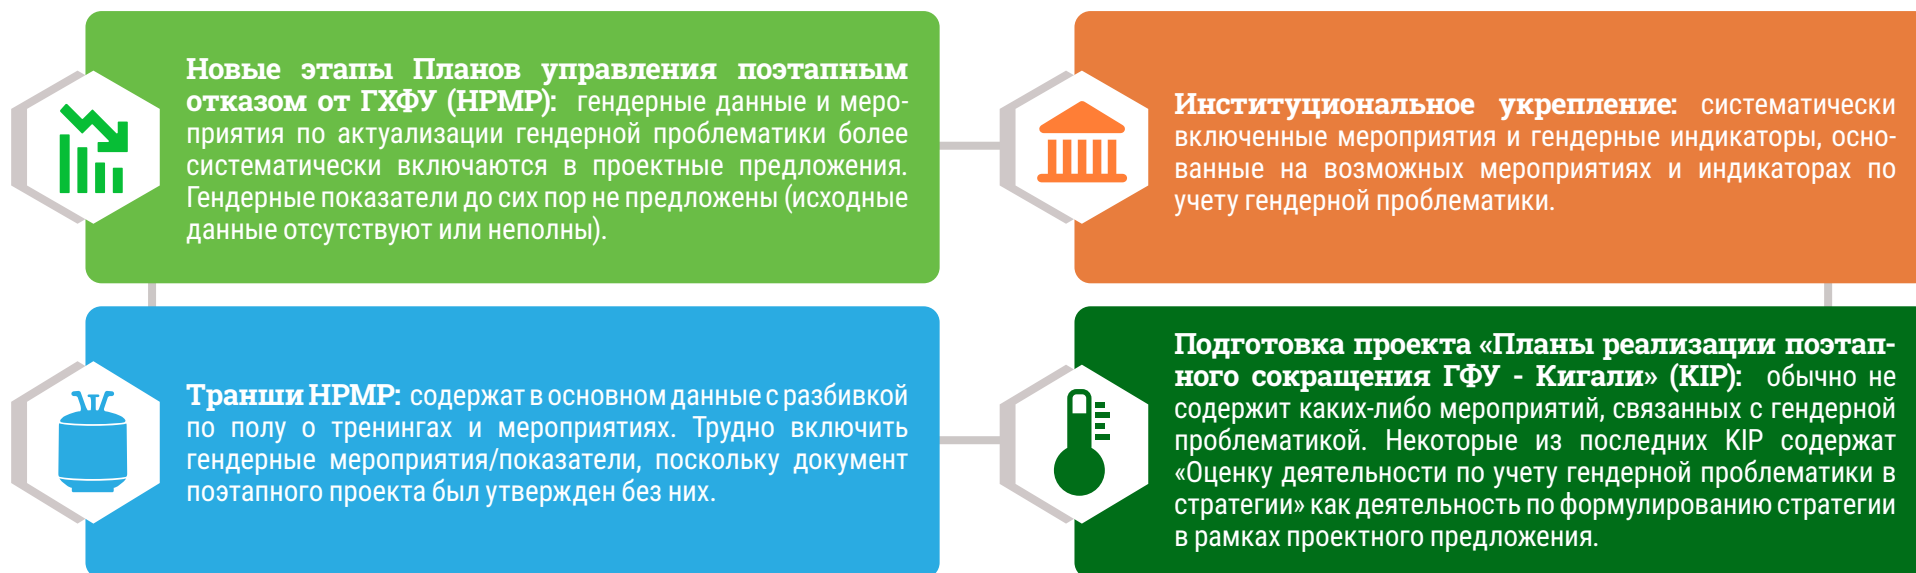 Новые этапы Планов управления поэтапным
отказом от ГХФУ (HPMP): гендерные данные и меро-
приятия по актуализации гендерной проблематики более
систематически включаются в проектные предложения.
Гендерные показатели до сих пор не предложены (исходные
данные отсутствуют или неполны).
Институциональное укрепление: систематически
включенные мероприятия и гендерные индикаторы, осно-
ванные на возможных мероприятиях и индикаторах по
учету гендерной проблематики.
Транши HPMP: содержат в основном данные с разбивкой
по полу о тренингах и мероприятиях. Трудно включить
гендерные мероприятия/показатели, поскольку документ
поэтапного проекта был утвержден без них.
Подготовка проекта «Планы реализации поэтап-
ного сокращения ГФУ - Кигали» (KIP): обычно не
содержит каких-либо мероприятий, связанных с гендерной
проблематикой. Некоторые из последних KIP содержат
«Оценку деятельности по учету гендерной проблематики в
стратегии» как деятельность по формулированию стратегии
в рамках проектного предложения.